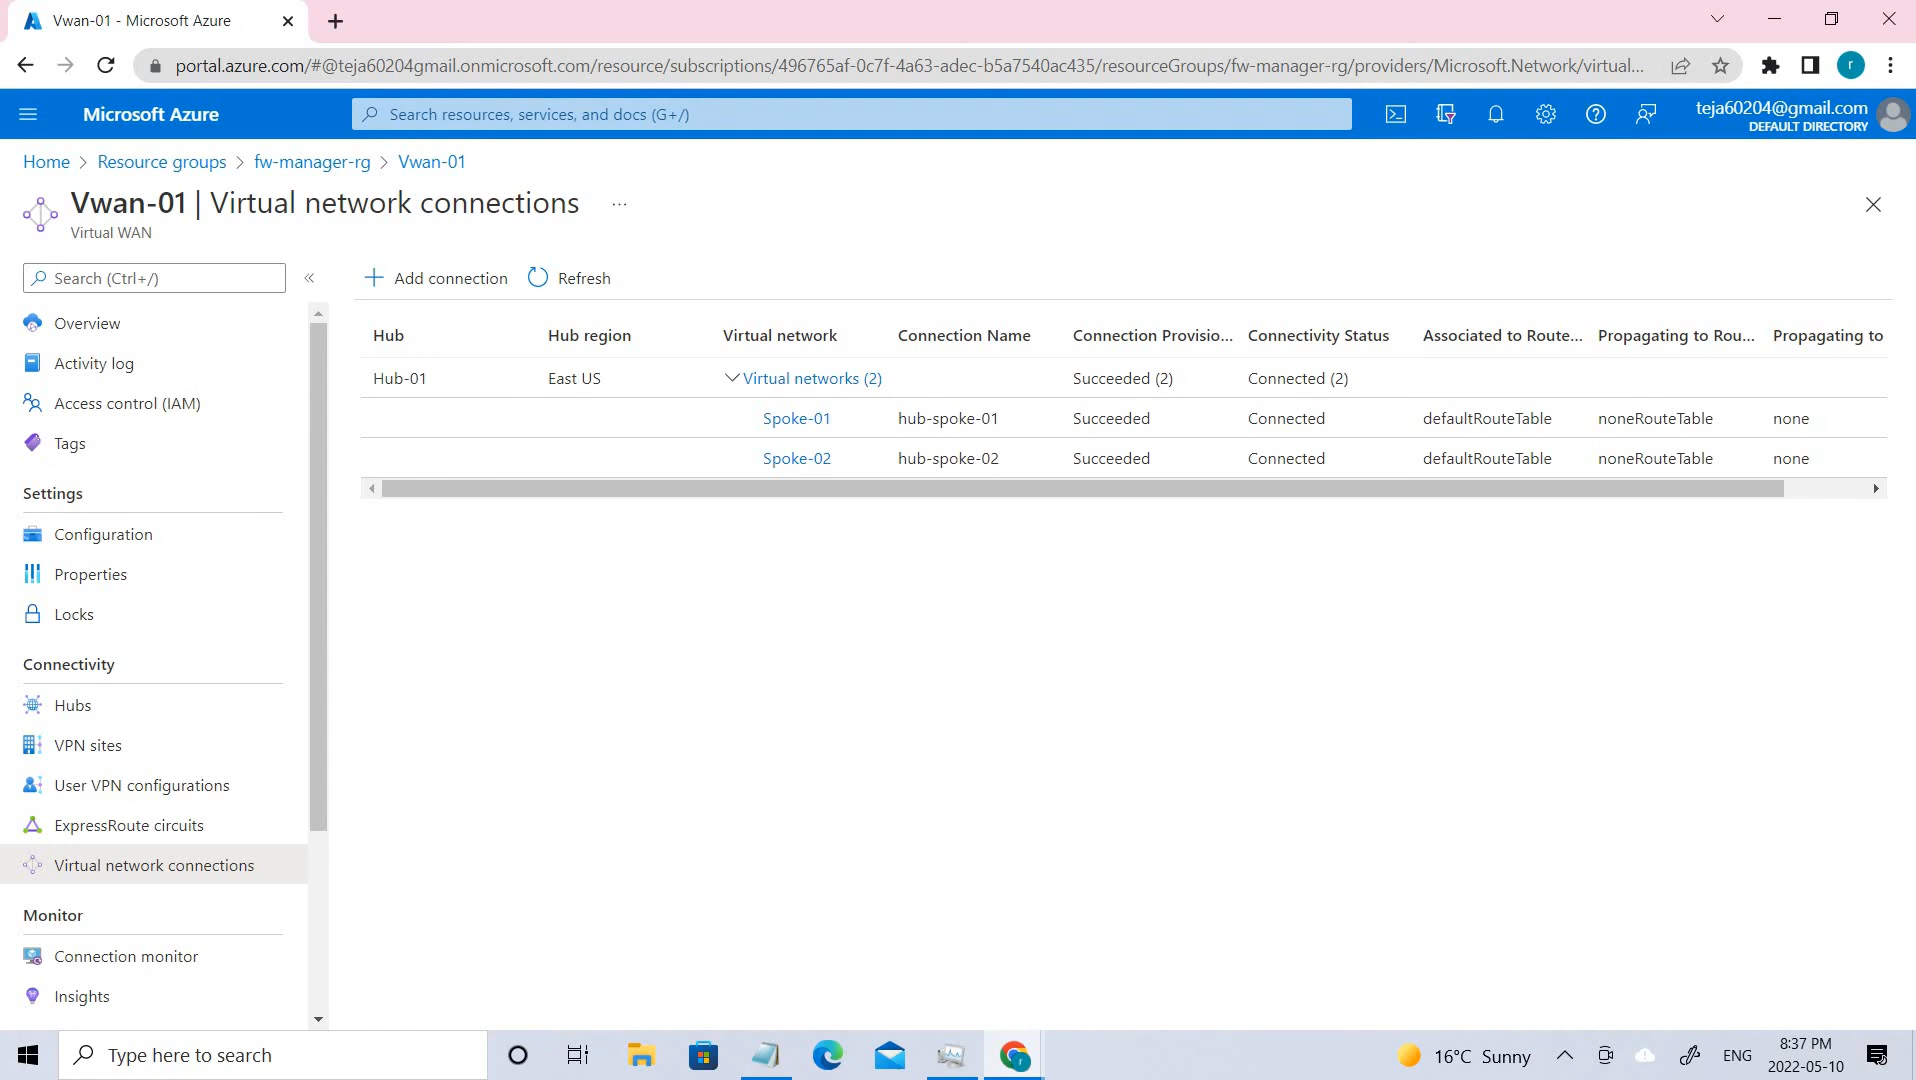 Vwan-01 - Microsoft Azure
portal.azure.com/#@teja60204gmail.onmicrosoft.com/resource/subscriptions/496765af-0c7f-4a63-adec-b5a7540ac435/resourceGroups/fw-manager-rg/providers/Microsoft.Network/virtual...
r
Microsoft Azure
Search resources, services, and docs (G+/)
teja60204@gmail.com
DEFAULT DIRECTORY
Home > Resource groups > fw-manager-rg > Vwan-01
Vwan-01 | Virtual network connections ...
Virtual WAN
Search (Ctrl+/)
«
Add connection
Refresh
Overview
Activity log
Access control (IAM)
Tags
Settings
Configuration
Properties
Locks
Connectivity
Hubs
VPN sites
User VPN configurations
ExpressRoute circuits
Virtual network connections
Monitor
Connection monitor
Insights
Hub Hub region Virtual network Connection Name Connection Provisio... Connectivity Status Associated to Route... Propagating to Rou... Propagating to
Hub-01 East US Virtual networks (2) Succeeded (2) Connected (2)
Spoke-01 hub-spoke-01 Succeeded Connected defaultRouteTable noneRouteTable none
Spoke-02 hub-spoke-02 Succeeded Connected defaultRouteTable noneRouteTable none
Type here to search
16°C Sunny
ENG
8:37 PM
2022-05-10